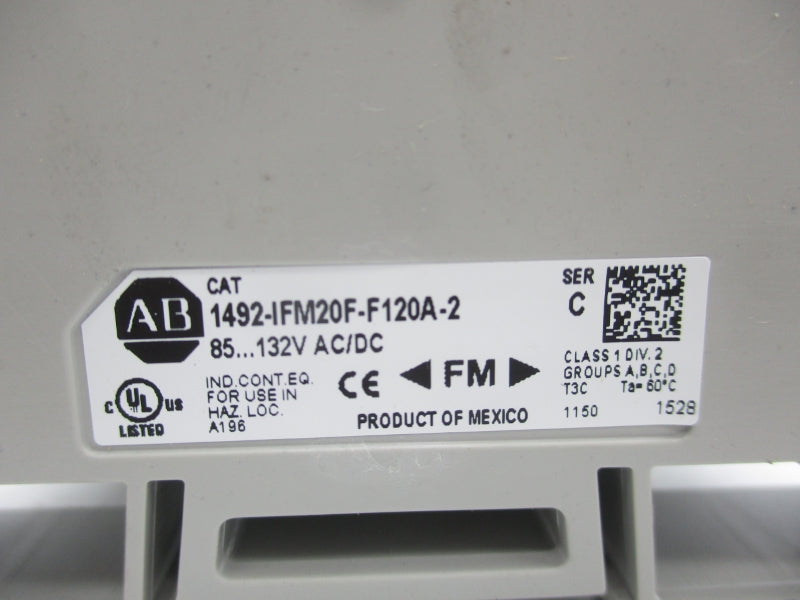 AB
CAT
1492-IFM20F-F120A-2
85...132V AC/DC
SER
C
C UL US
LISTED
IND.CONT.EQ.
FOR USE IN
HAZ. LOC.
A196
CE
FM
PRODUCT OF MEXICO
CLASS 1 DIV. 2
GROUPS A,B,C,D
T3C Ta= 60°C
1150 1528